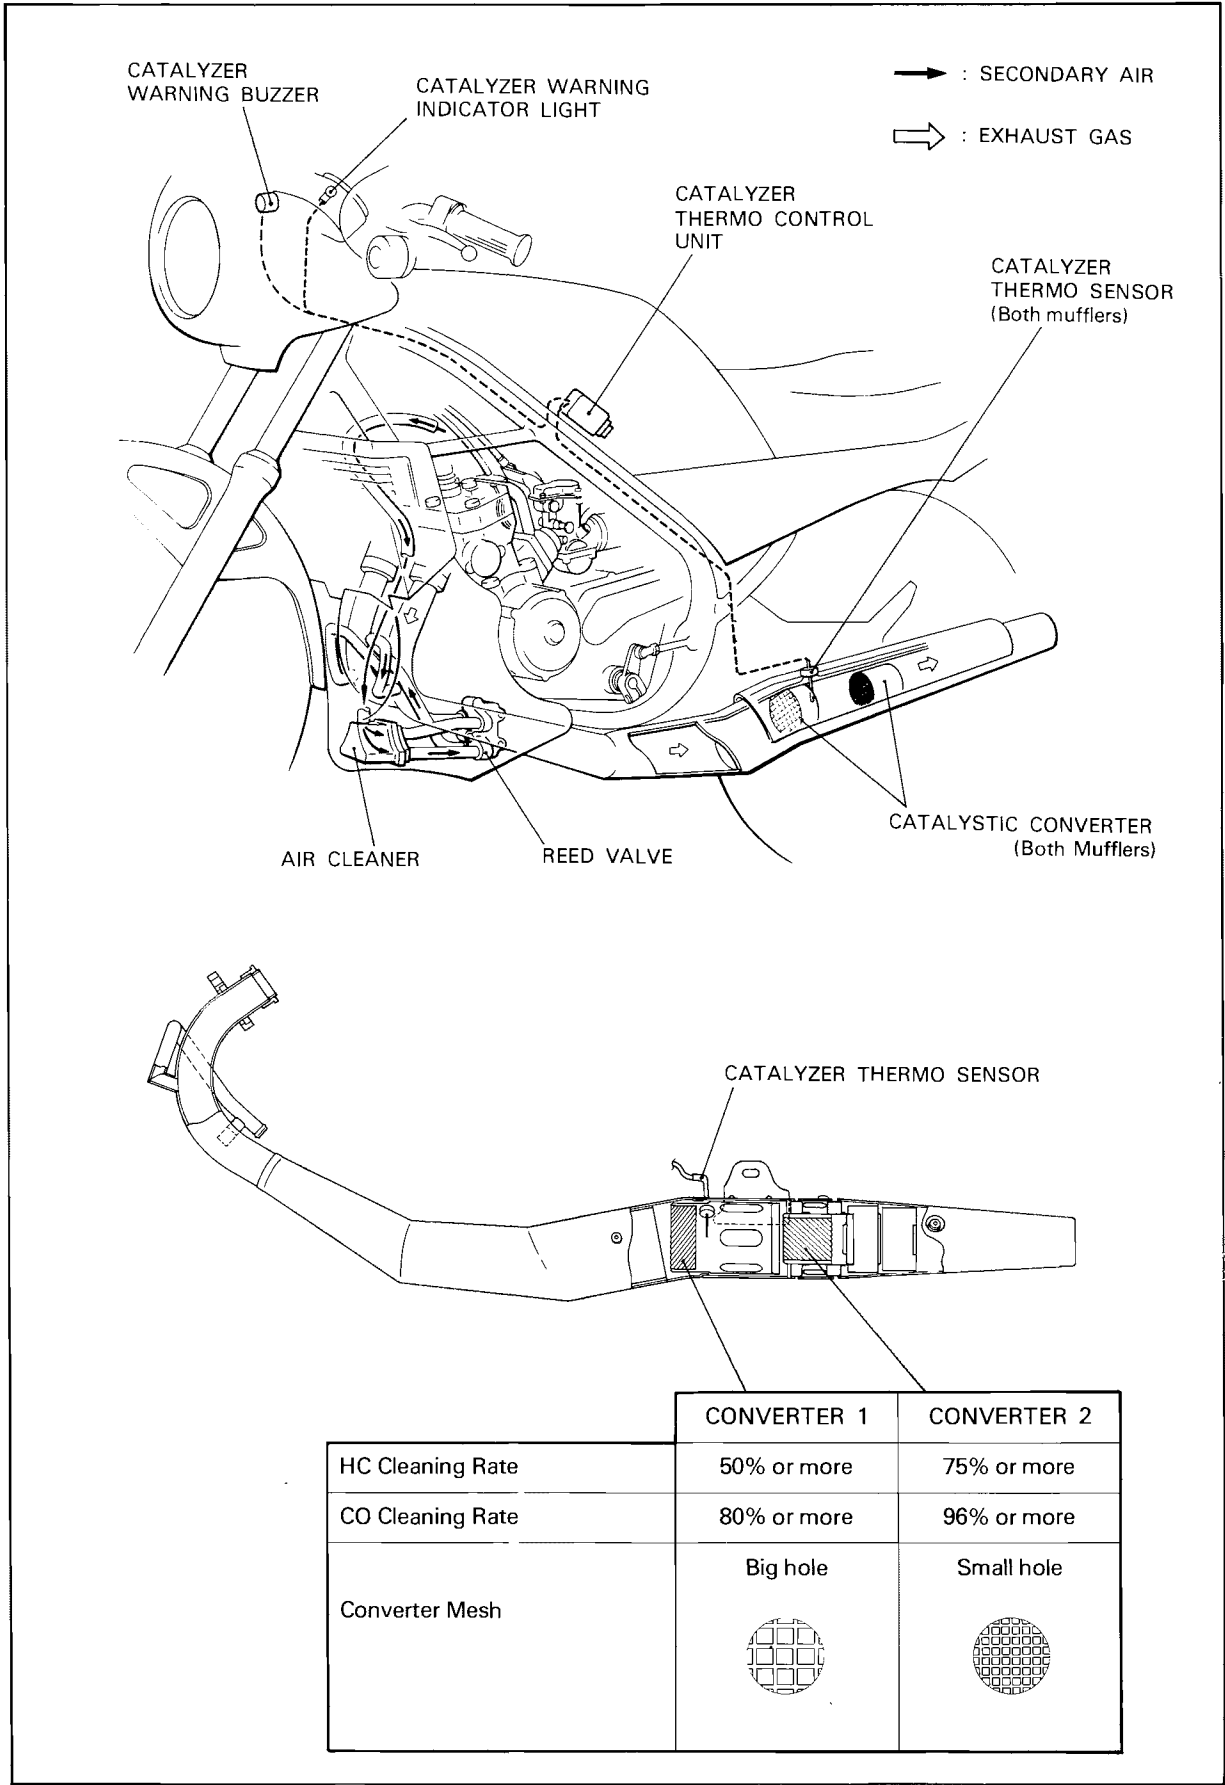 CATALYZER
WARNING BUZZER
CATALYZER WARNING
INDICATOR LIGHT
: SECONDARY AIR
: EXHAUST GAS
CATALYZER
THERMO CONTROL
UNIT
CATALYZER
THERMO SENSOR
(Both mufflers)
CATALYSTIC CONVERTER
(Both Mufflers)
AIR CLEANER
REED VALVE
CATALYZER THERMO SENSOR
CONVERTER 1 CONVERTER 2
HC Cleaning Rate 50% or more 75% or more
CO Cleaning Rate 80% or more 96% or more
Converter Mesh Big hole Small hole